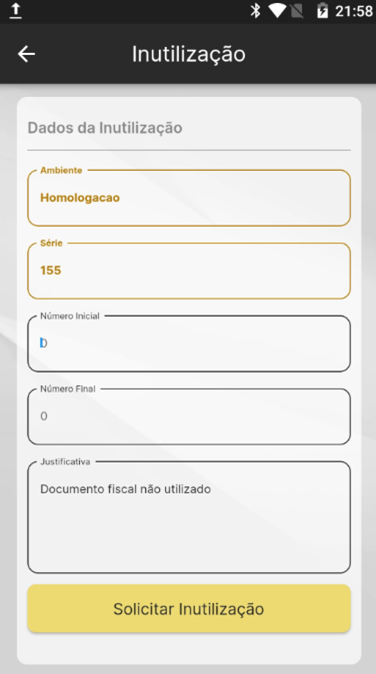 21:58
Inutilização
Dados da Inutilização
Ambiente
Homologacao
Série
155
Número Inicial
0
Número Final
0
Justificativa
Documento fiscal não utilizado
Solicitar Inutilização